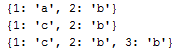 {1: 'a', 2: 'b'}
{1: 'c', 2: 'b'}
{1: 'c', 2: 'b', 3: 'b'}